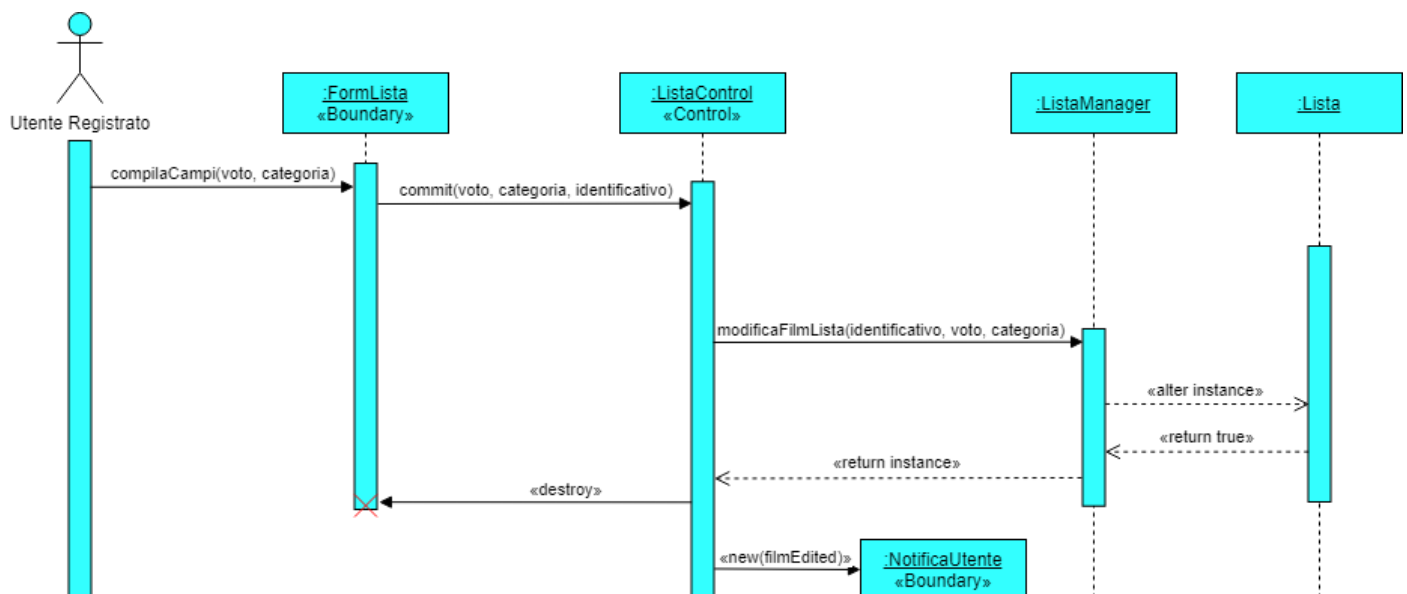 Utente Registrato
:FormLista
«Boundary»
:ListaControl
«Control»
:ListaManager
:Lista
compilaCampi(voto, categoria)
commit(voto, categoria, identificativo)
modificaFilmLista(identificativo, voto, categoria)
«alter instance»
«return true»
«return instance»
«destroy»
«new(filmEdited)»
:NotificaUtente
«Boundary»